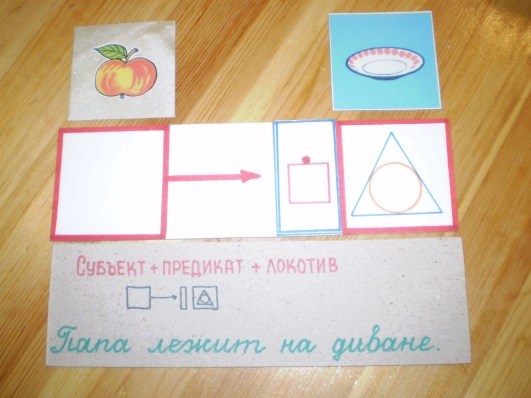 СУБЪЕКТ + ПРЕДИКАТ + ЛОКОТИВ
Папа лежит на диване.